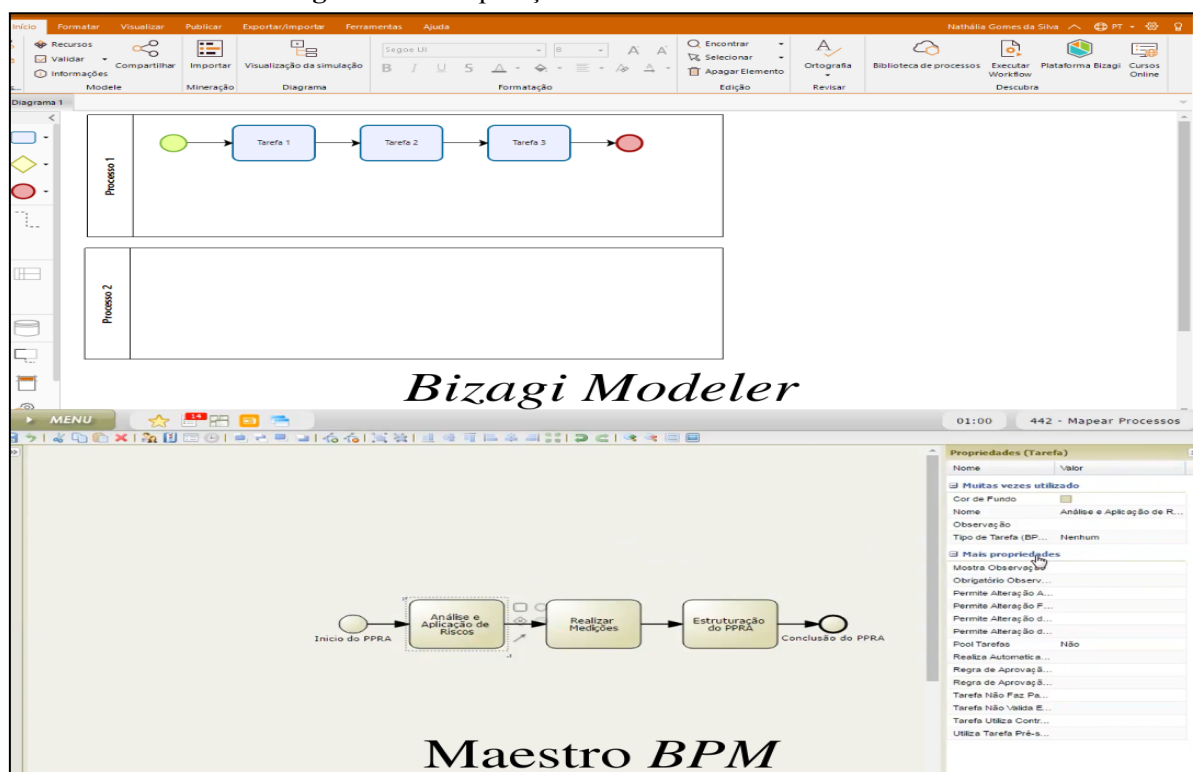 Início Formatar Visualizar Publicar Exportar/Importar Ferramentas Ajuda Nathália Gomes da Silva PT
Recursos
Validar
Informações
Compartilhar
Importar
Visualização da simulação
Segoe UI 8
B I U S
Encontrar
Selecionar
Apagar Elemento
Ortografia
Biblioteca de processos
Executar Workflow
Plataforma Bizagi
Cursos Online
Modele Mineração Diagrama Formatação Edição Revisar Descubra
Diagrama 1
Processo 1
Tarefa 1 Tarefa 2 Tarefa 3
Processo 2
Bizagi Modeler
MENU 14 01:00 442 - Mapear Processos
Propriedades (Tarefa)
Nome Valor
Muitas vezes utilizado
Cor de Fundo
Nome Análise e Aplicação de R...
Observação
Tipo de Tarefa (BP... Nenhum
Mais propriedades
Mostra Observação
Obrigatório Observ...
Permite Alteração A...
Permite Alteração F...
Permite Alteração d...
Permite Alteração d...
Pool Tarefas Não
Realiza Automatica...
Regra de Aprovaçã...
Regra de Aprovaçã...
Tarefa Não Faz Pa...
Tarefa Não Valida E...
Tarefa Utiliza Contr...
Utiliza Tarefa Pré-s...
Inicio do PPRA
Análise e
Aplicação de
Riscos
Realizar
Medições
Estruturação
do PPRA
Conclusão do PPRA
Maestro BPM